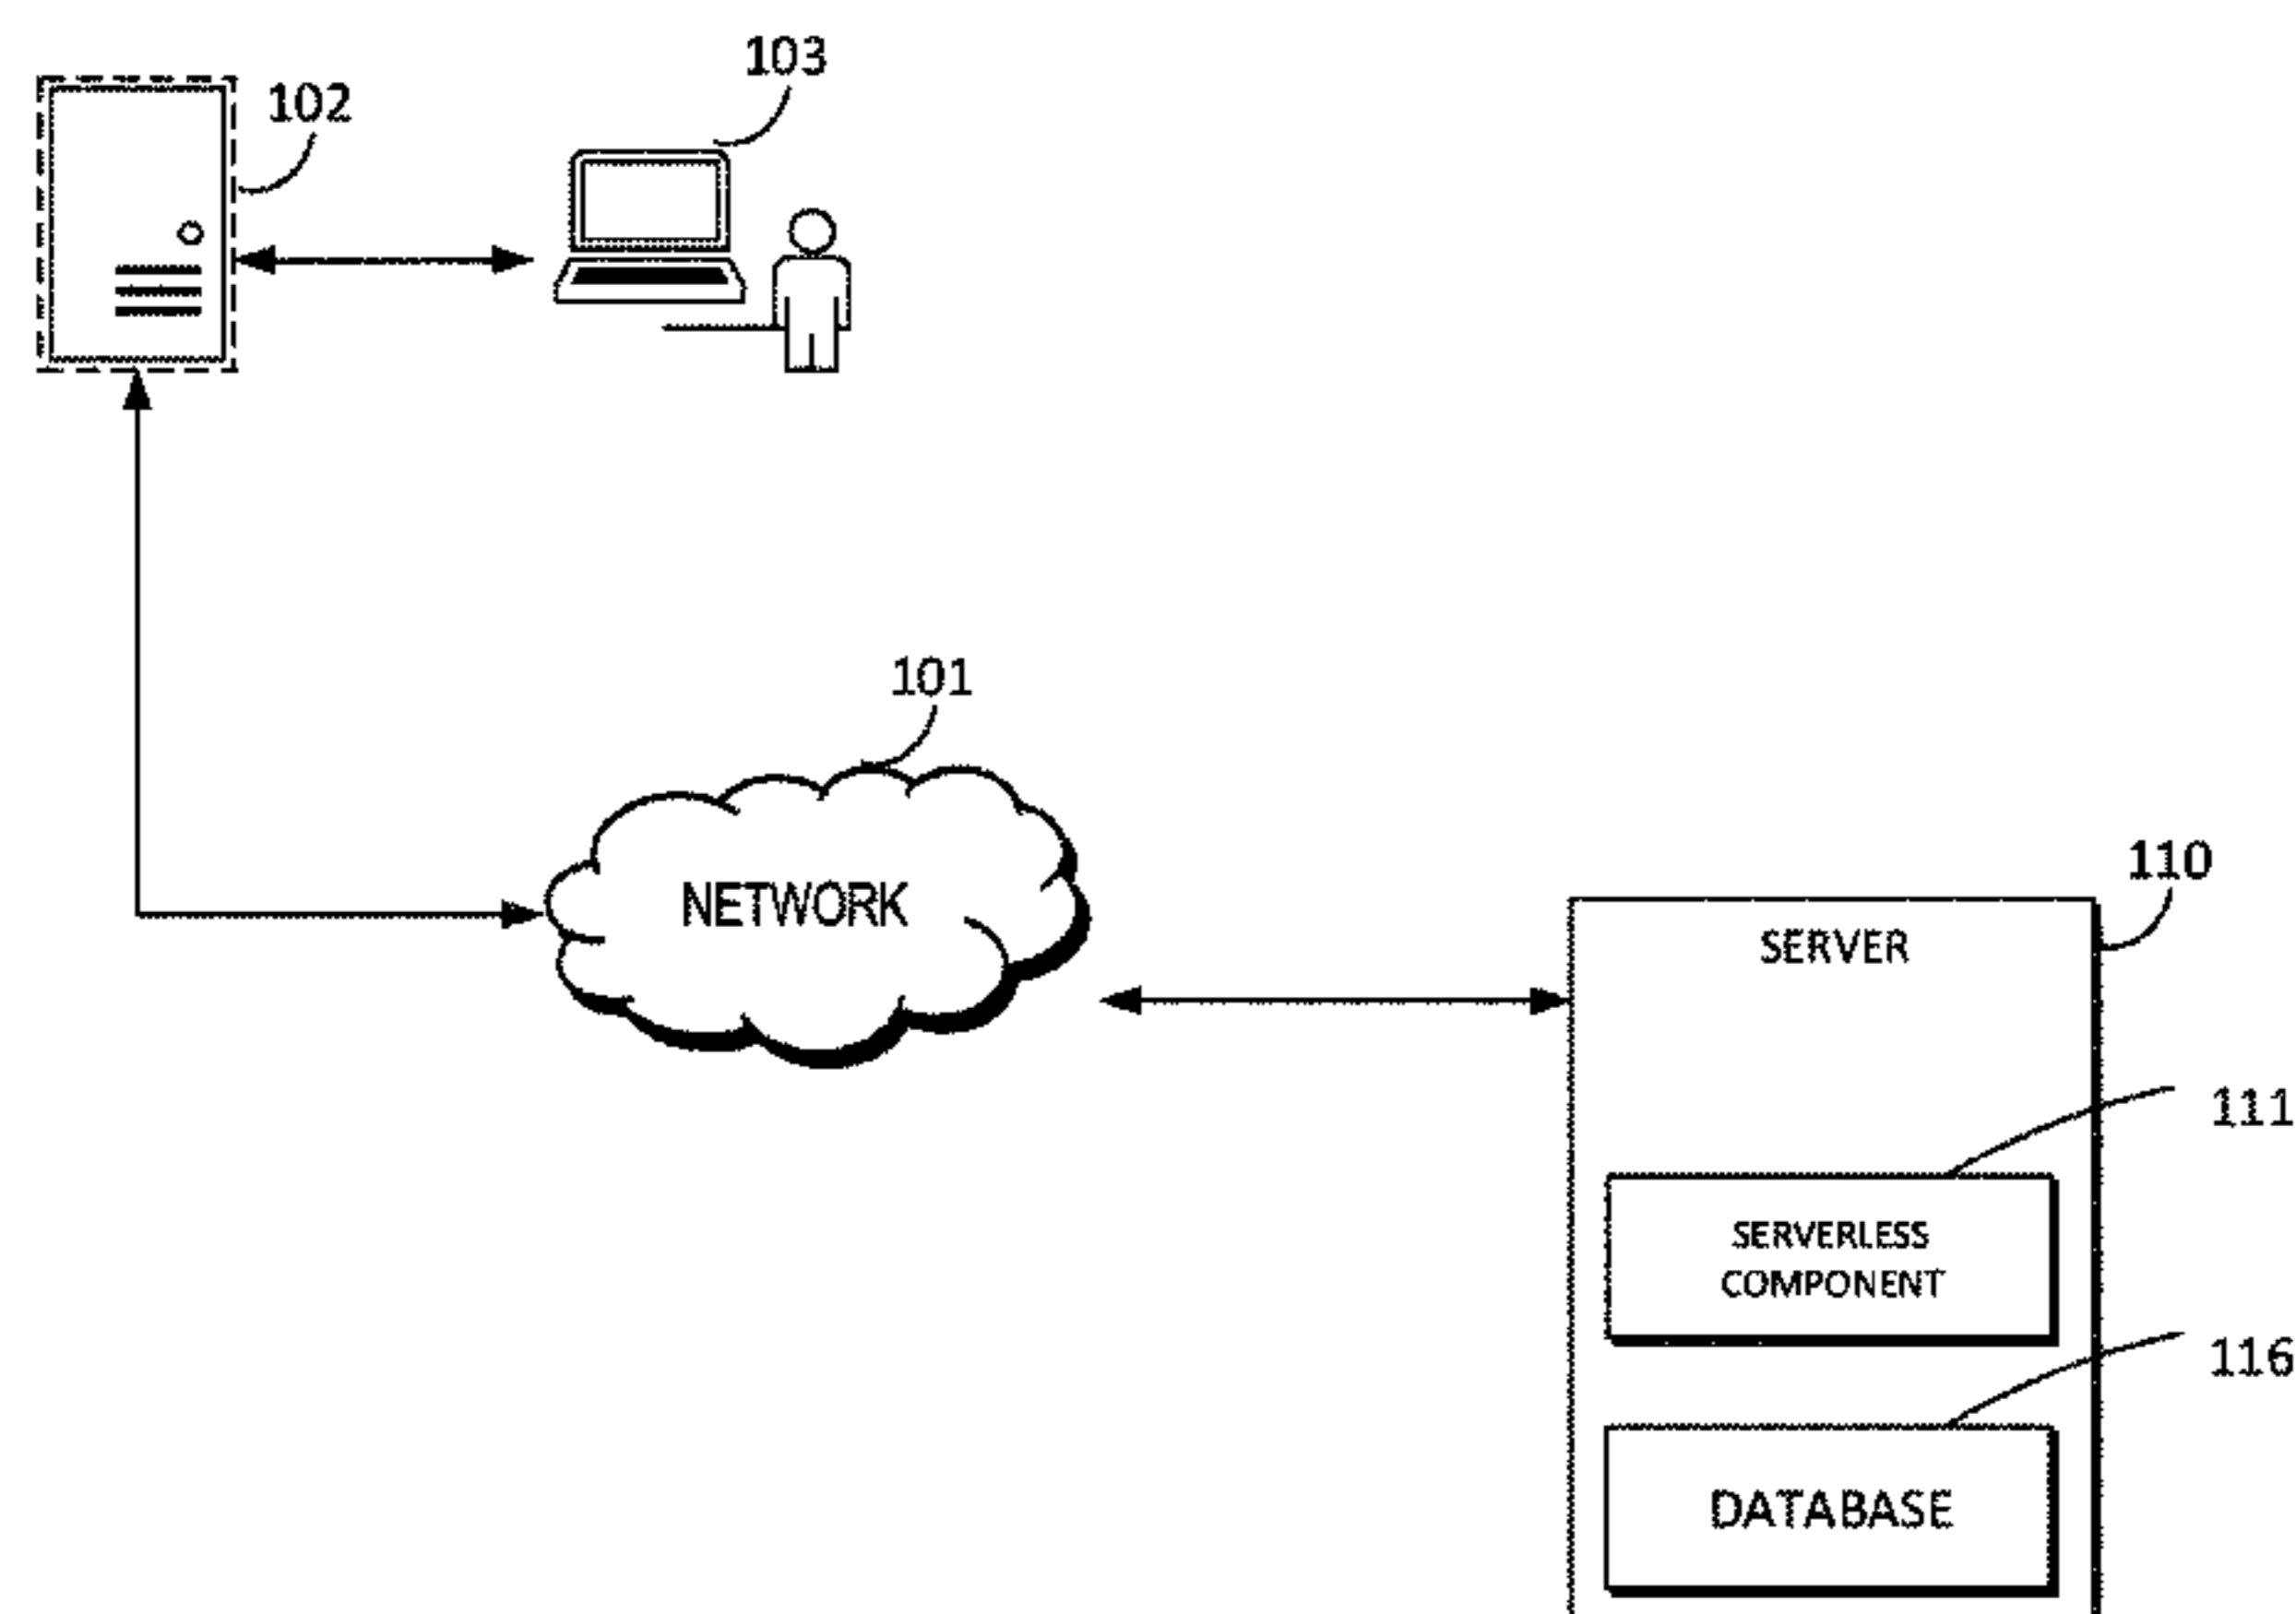 103
102
101
NETWORK
110
SERVER
111
SERVERLESS
COMPONENT
116
DATABASE